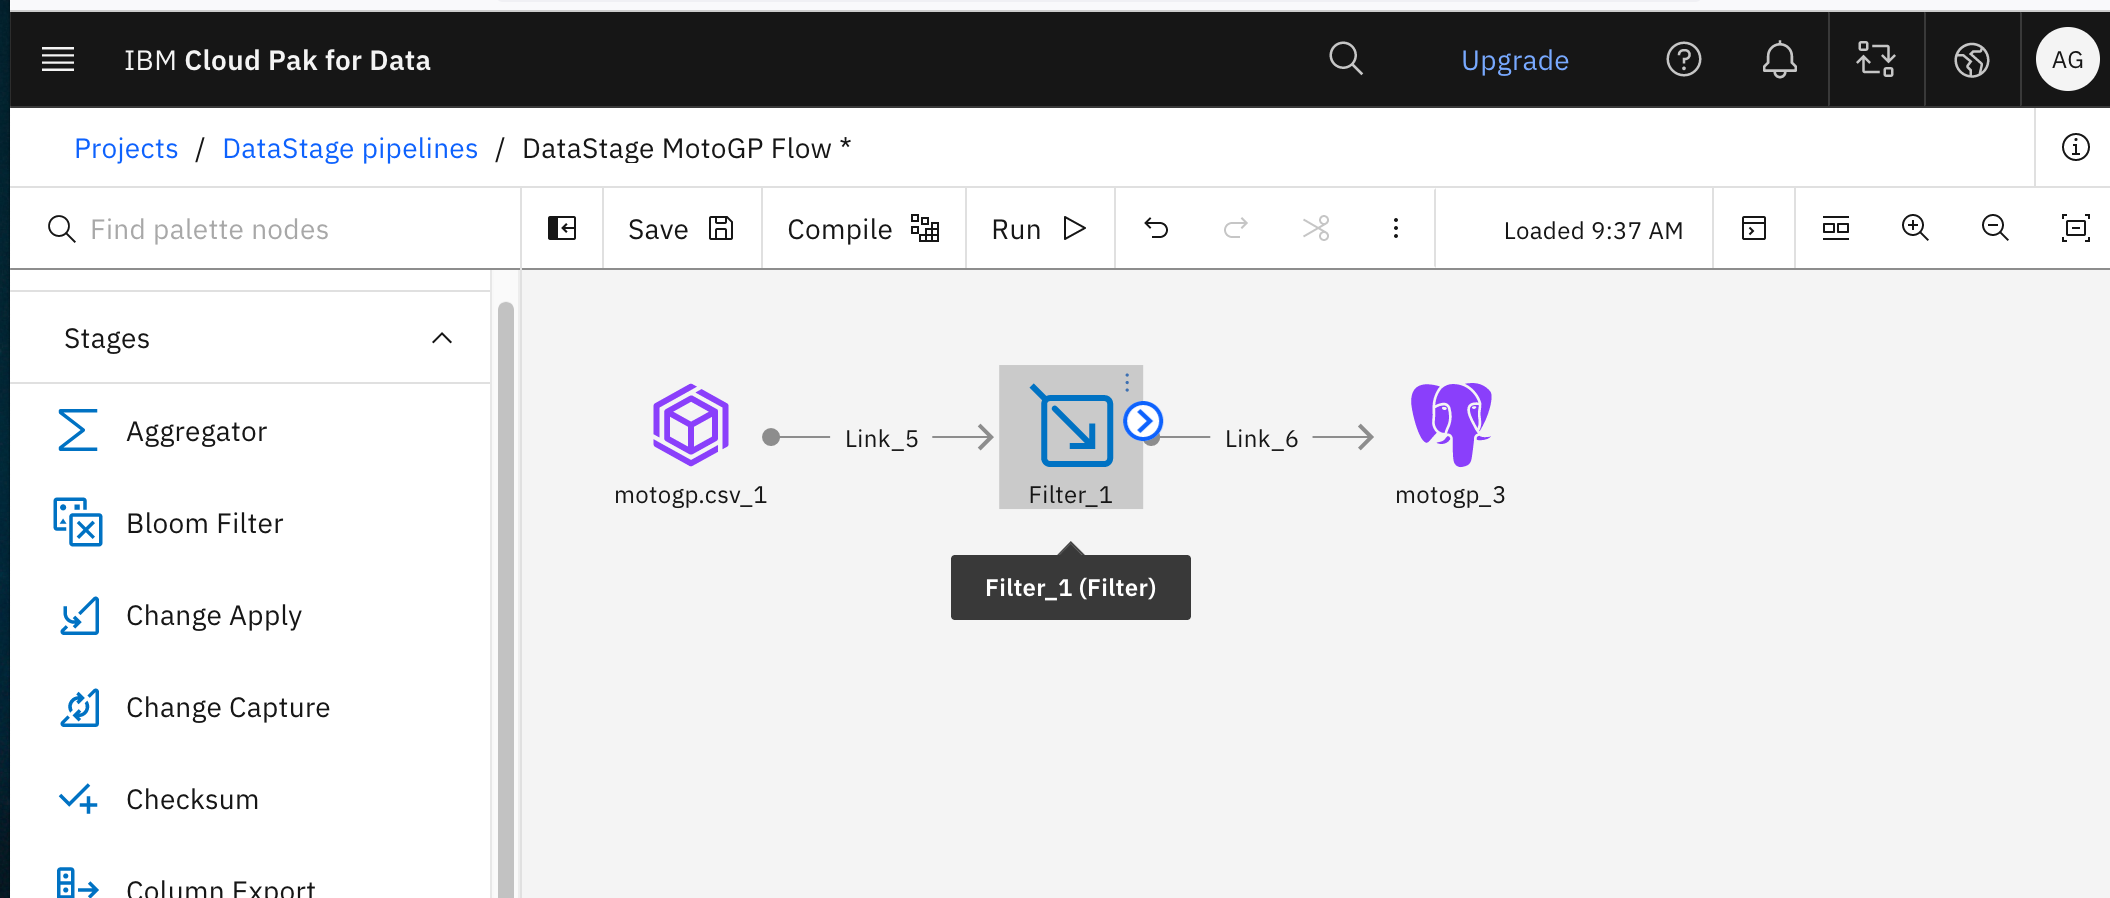 IBM Cloud Pak for Data
Upgrade
AG
Projects / DataStage pipelines / DataStage MotoGP Flow *
Find palette nodes
Save
Compile
Run
Loaded 9:37 AM
Stages
Aggregator
Bloom Filter
Change Apply
Change Capture
Checksum
Column Export
Link_5
Link_6
motogp.csv_1
Filter_1
motogp_3
Filter_1 (Filter)